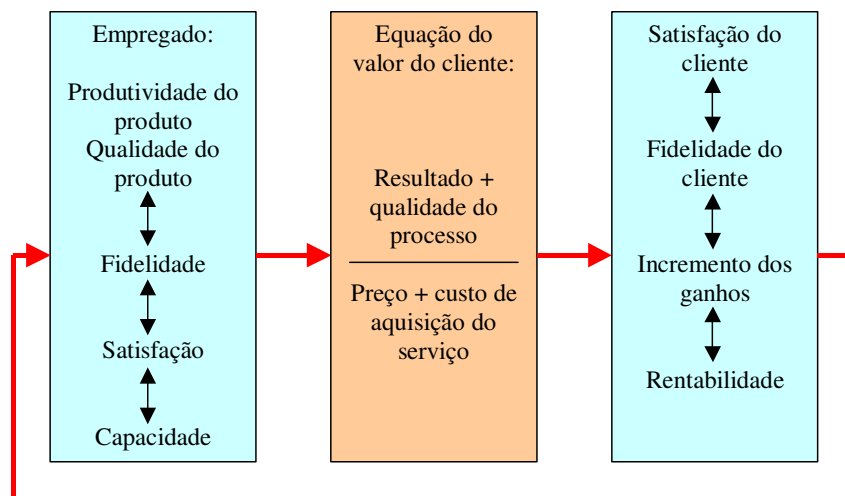 Empregado:
Produtividade do
produto
Qualidade do
produto
Fidelidade
Satisfação
Capacidade
Equação do
valor do cliente:
Resultado +
qualidade do
processo
Preço + custo de
aquisição do
serviço
Satisfação do
cliente
Fidelidade do
cliente
Incremento dos
ganhos
Rentabilidade